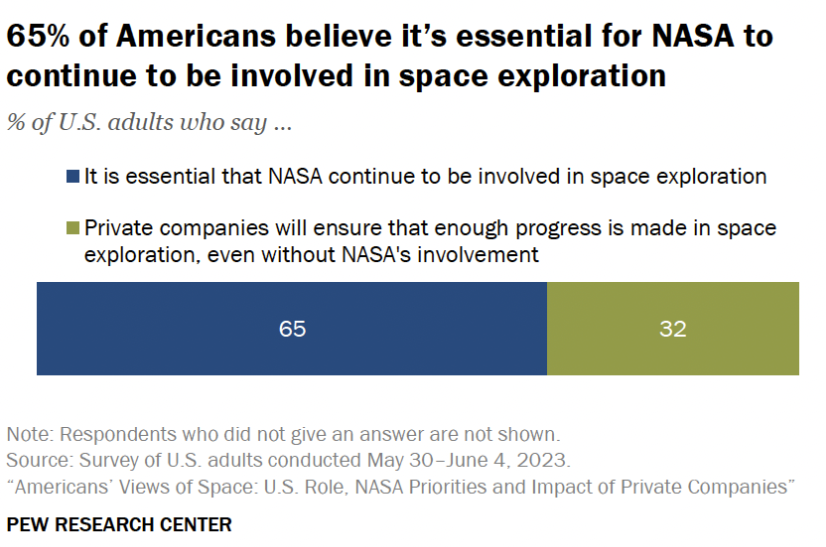 65% of Americans believe it’s essential for NASA to
continue to be involved in space exploration
% of U.S. adults who say ...
It is essential that NASA continue to be involved in space exploration
Private companies will ensure that enough progress is made in space
exploration, even without NASA's involvement
65
32
Note: Respondents who did not give an answer are not shown.
Source: Survey of U.S. adults conducted May 30–June 4, 2023.
“Americans’ Views of Space: U.S. Role, NASA Priorities and Impact of Private Companies”
PEW RESEARCH CENTER